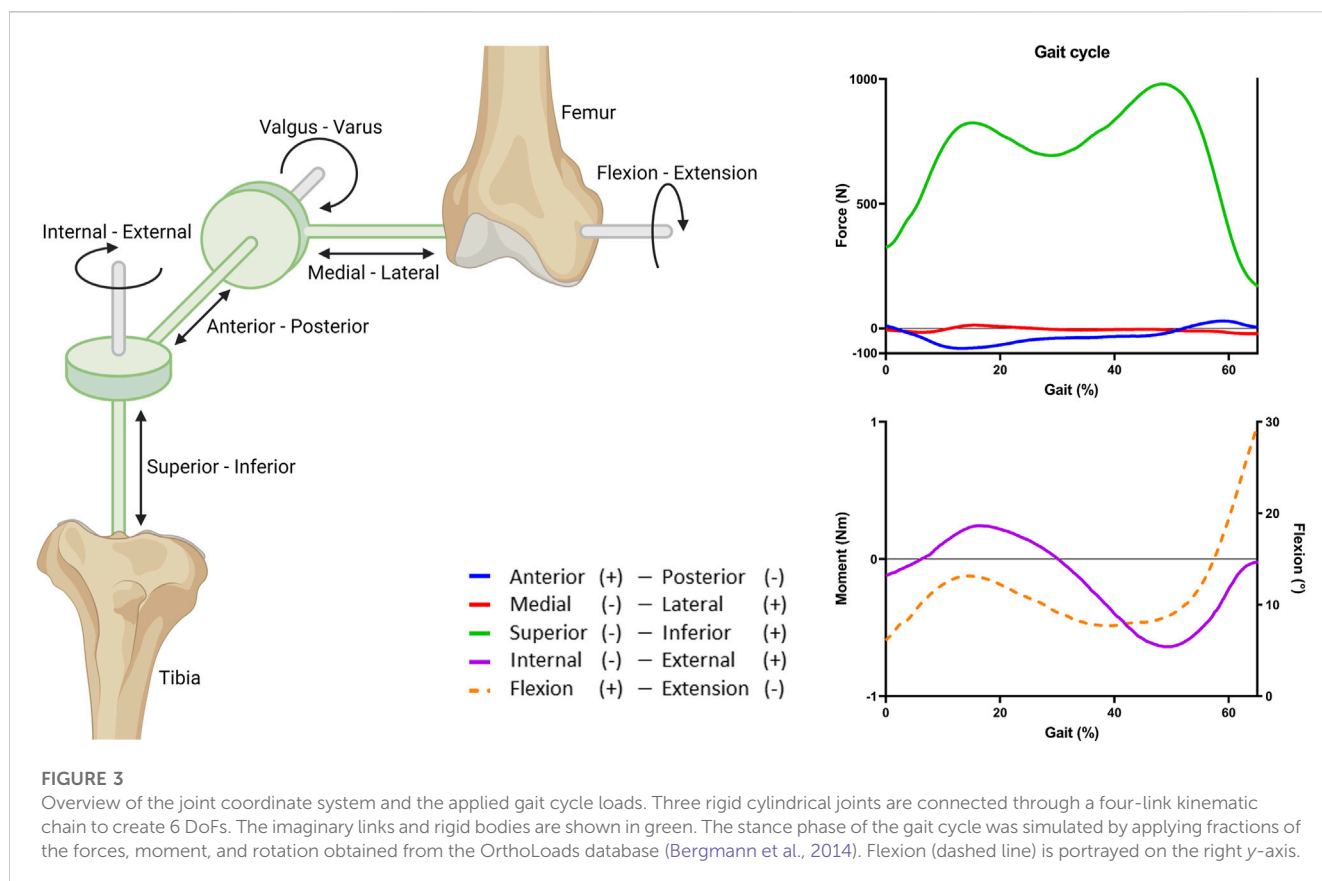 Femur
Valgus - Varus
Flexion - Extension
Internal - External
Medial - Lateral
Anterior - Posterior
Superior - Inferior
Tibia
Anterior (+) — Posterior (-)
Medial (-) — Lateral (+)
Superior (-) — Inferior (+)
Internal (-) — External (+)
Flexion (+) — Extension (-)
Gait cycle
1000
500
0
-100
Force (N)
0 20 40 60
Gait (%)
1
0
-1
Moment (Nm)
30
20
10
0
Flexion (°)
0 20 40 60
Gait (%)
FIGURE 3
Overview of the joint coordinate system and the applied gait cycle loads. Three rigid cylindrical joints are connected through a four-link kinematic
chain to create 6 DoFs. The imaginary links and rigid bodies are shown in green. The stance phase of the gait cycle was simulated by applying fractions of
the forces, moment, and rotation obtained from the OrthoLoads database (Bergmann et al., 2014). Flexion (dashed line) is portrayed on the right y-axis.